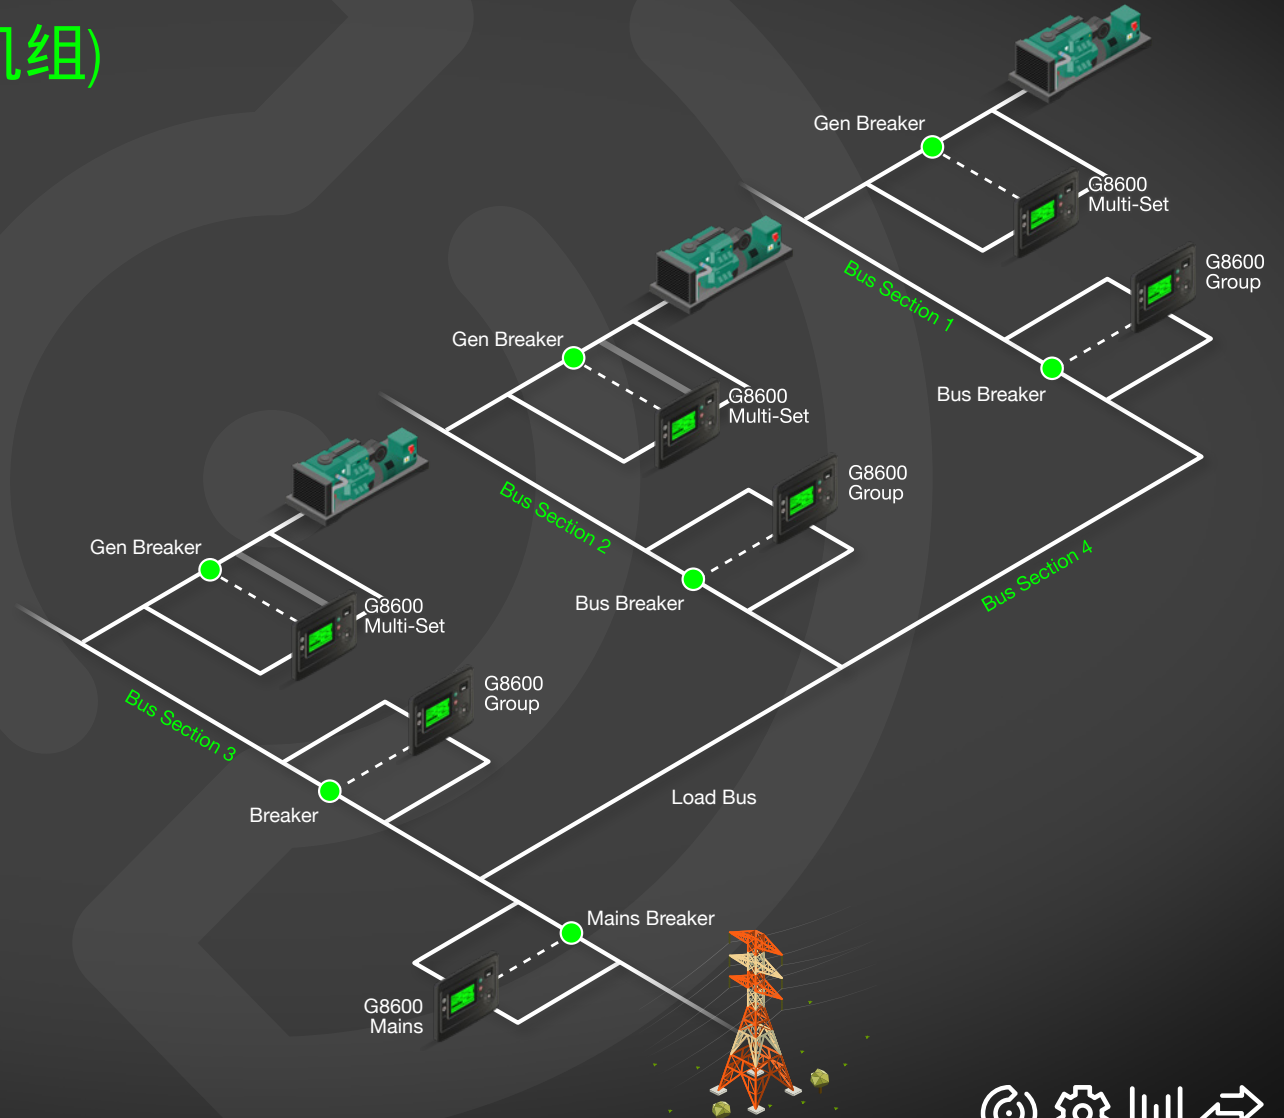 组)
Gen Breaker
G8600
Multi-Set
G8600
Group
Bus Section 1
Bus Breaker
Gen Breaker
G8600
Multi-Set
G8600
Group
Bus Section 2
Bus Breaker
Bus Section 4
Gen Breaker
G8600
Multi-Set
G8600
Group
Bus Section 3
Breaker
Load Bus
Mains Breaker
G8600
Mains